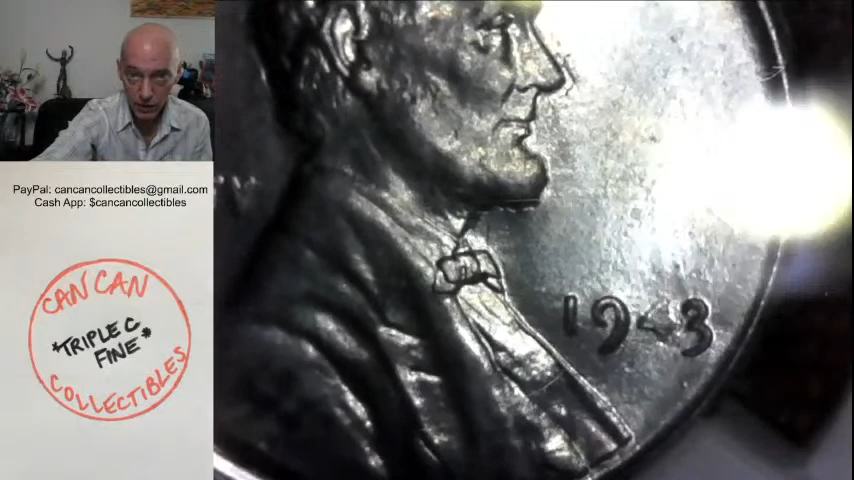 PayPal: cancancollectibles@gmail.com
Cash App: $cancancollectibles
CAN CAN
*TRIPLE C
FINE*
COLLECTIBLES
1943